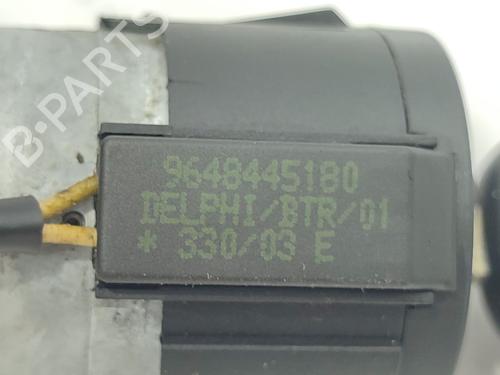 B-PARTS
9648445180
DELPHI/BTR/01
* 330/03 E